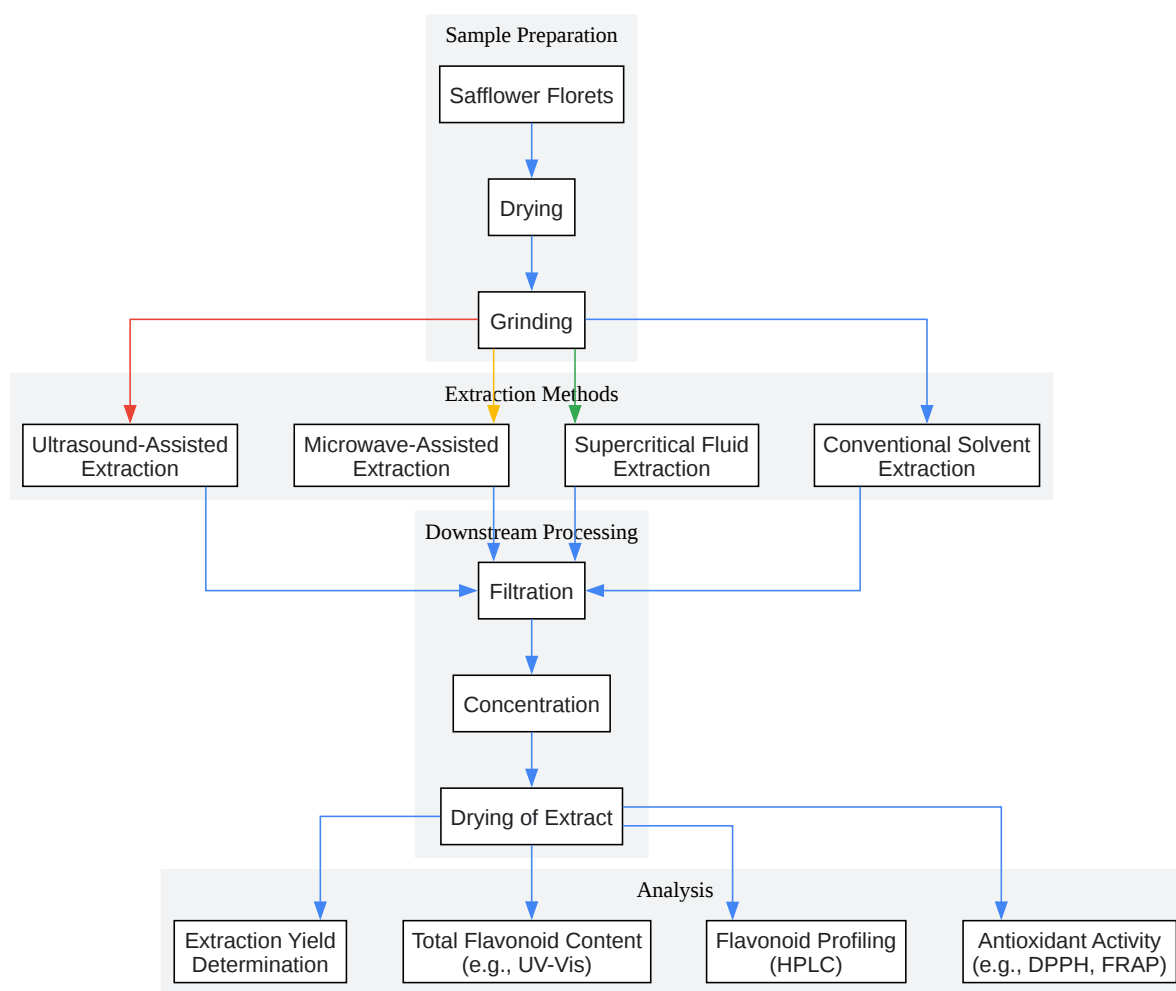 Sample Preparation
Safflower Florets
Drying
Grinding
Extraction Methods
Ultrasound-Assisted
Extraction
Microwave-Assisted
Extraction
Supercritical Fluid
Extraction
Conventional Solvent
Extraction
Downstream Processing
Filtration
Concentration
Drying of Extract
Analysis
Extraction Yield
Determination
Total Flavonoid Content
(e.g., UV-Vis)
Flavonoid Profiling
(HPLC)
Antioxidant Activity
(e.g., DPPH, FRAP)